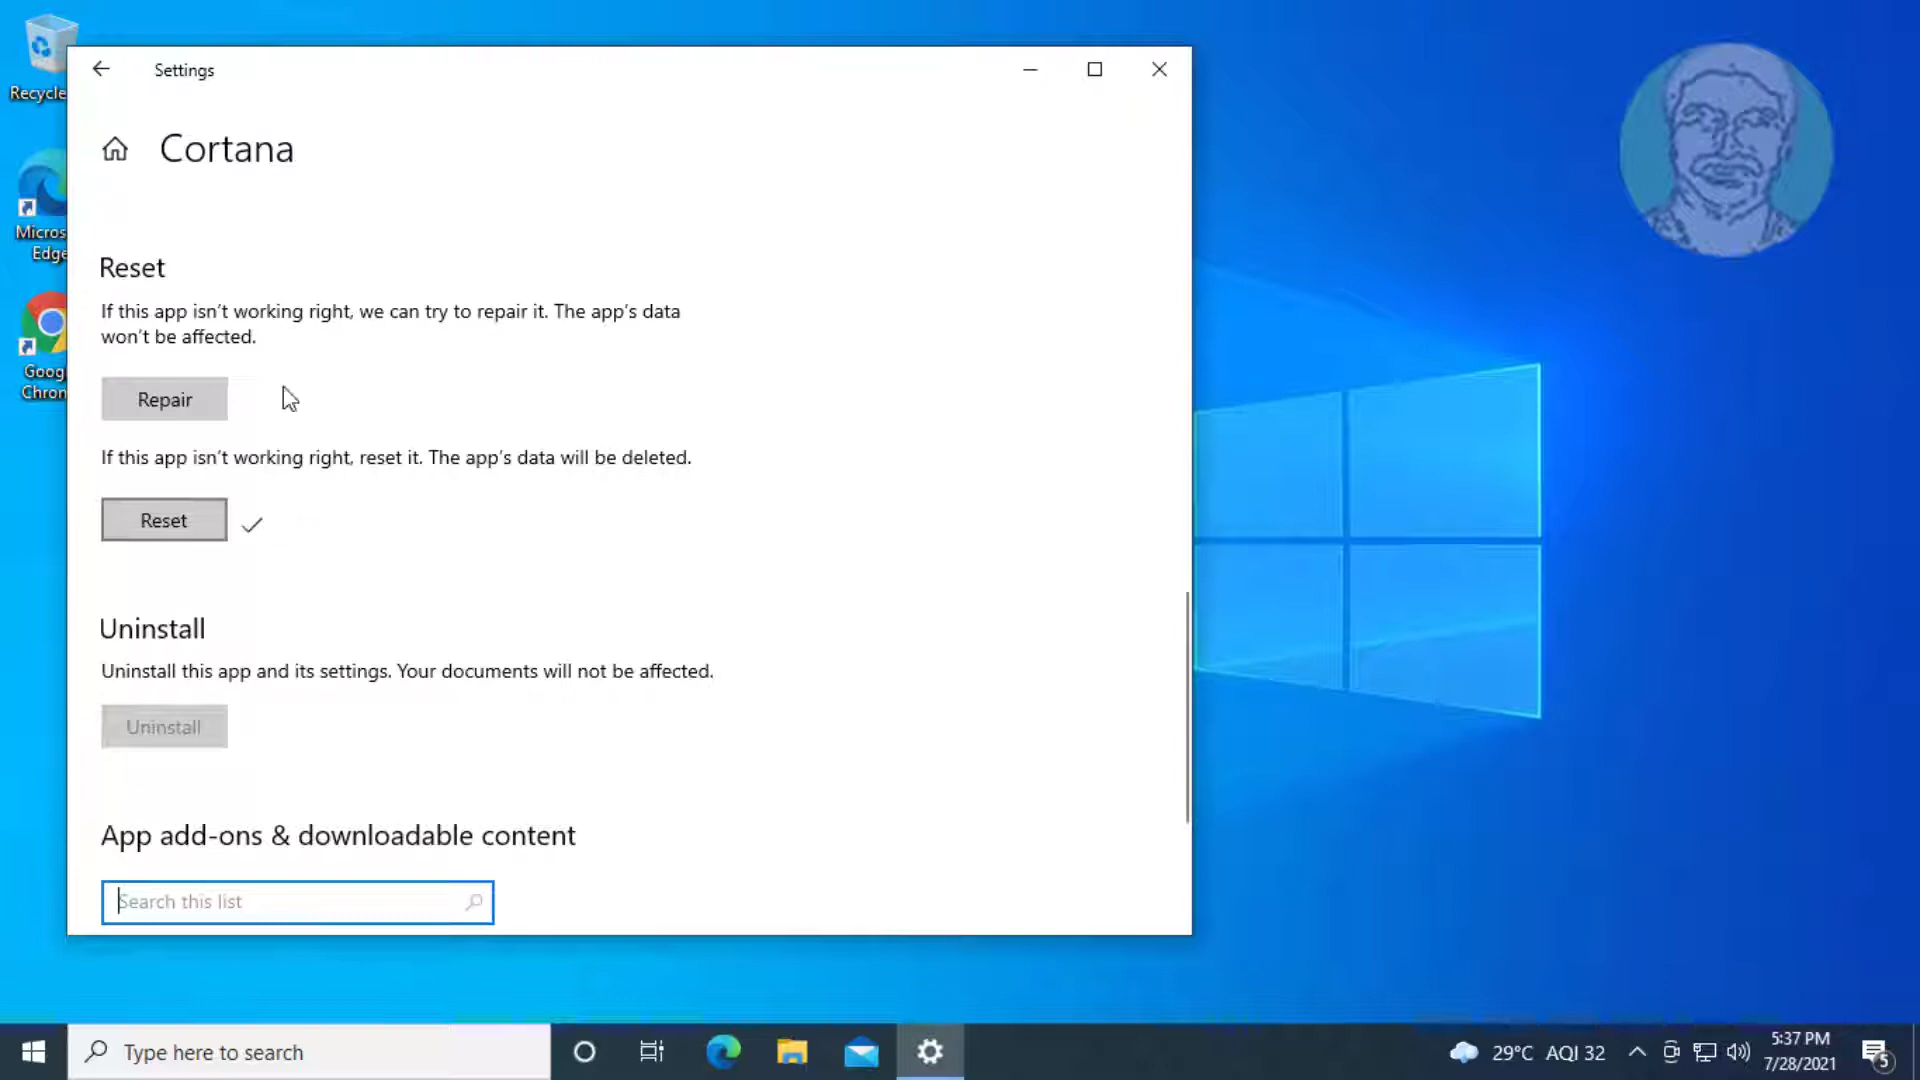 Recycle
Micros
Edge
Goog
Chron
Settings
Cortana
Reset
If this app isn't working right, we can try to repair it. The app's data
won't be affected.
Repair
If this app isn't working right, reset it. The app's data will be deleted.
Reset
Uninstall
Uninstall this app and its settings. Your documents will not be affected.
Uninstall
App add-ons & downloadable content
Search this list
Type here to search
29°C AQI 32
5:37 PM
7/28/2021
5